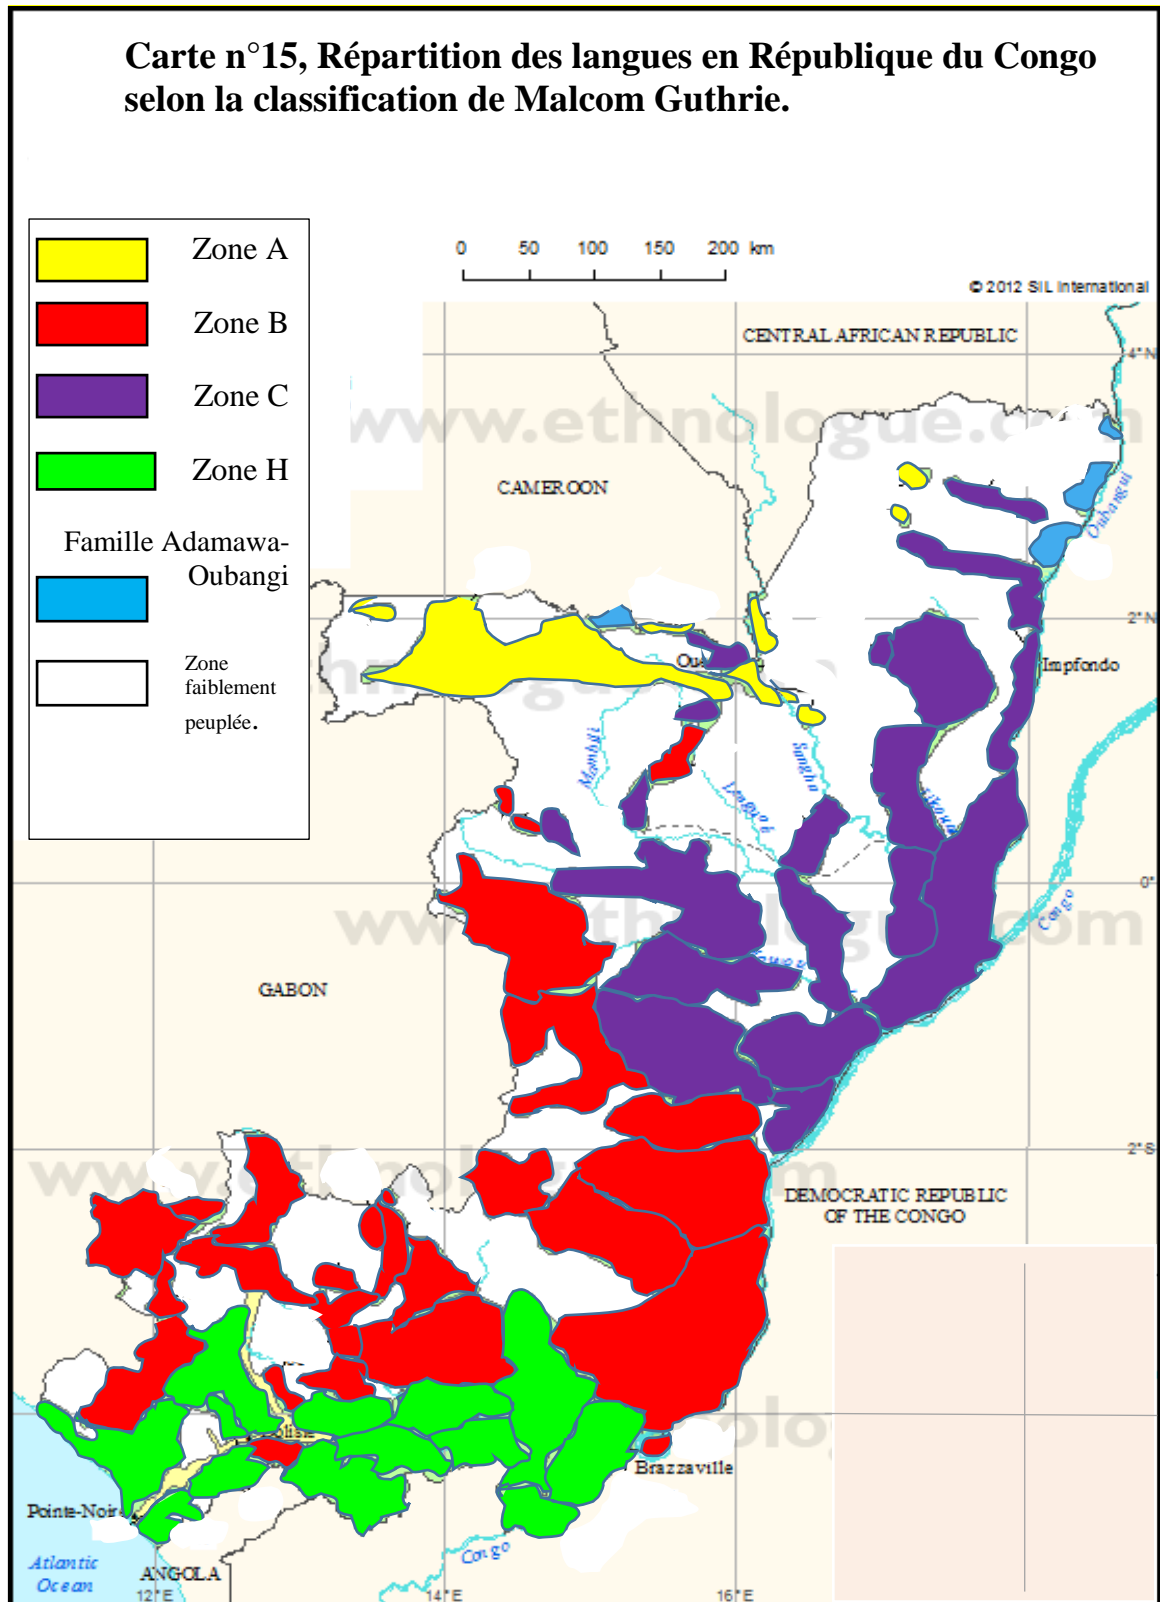 Carte n°15, Répartition des langues en République du Congo
selon la classification de Malcom Guthrie.
Zone A
Zone B
Zone C
Zone H
Famille Adamawa-
Oubangi
Zone
faiblement
peuplée.
0 50 100 150 200 km
© 2012 SIL International
CENTRAL AFRICAN REPUBLIC
4°N
www.ethnologue.com
CAMEROON
Oubangui
2°N
Impfondo
Mambili
Sangha
0°
Congo
GABON
2°S
www.ethnologue.com
DEMOCRATIC REPUBLIC
OF THE CONGO
Brazzaville
Pointe-Noir
Congo
Atlantic
Ocean
ANGOLA
12°E
14°E
16°E